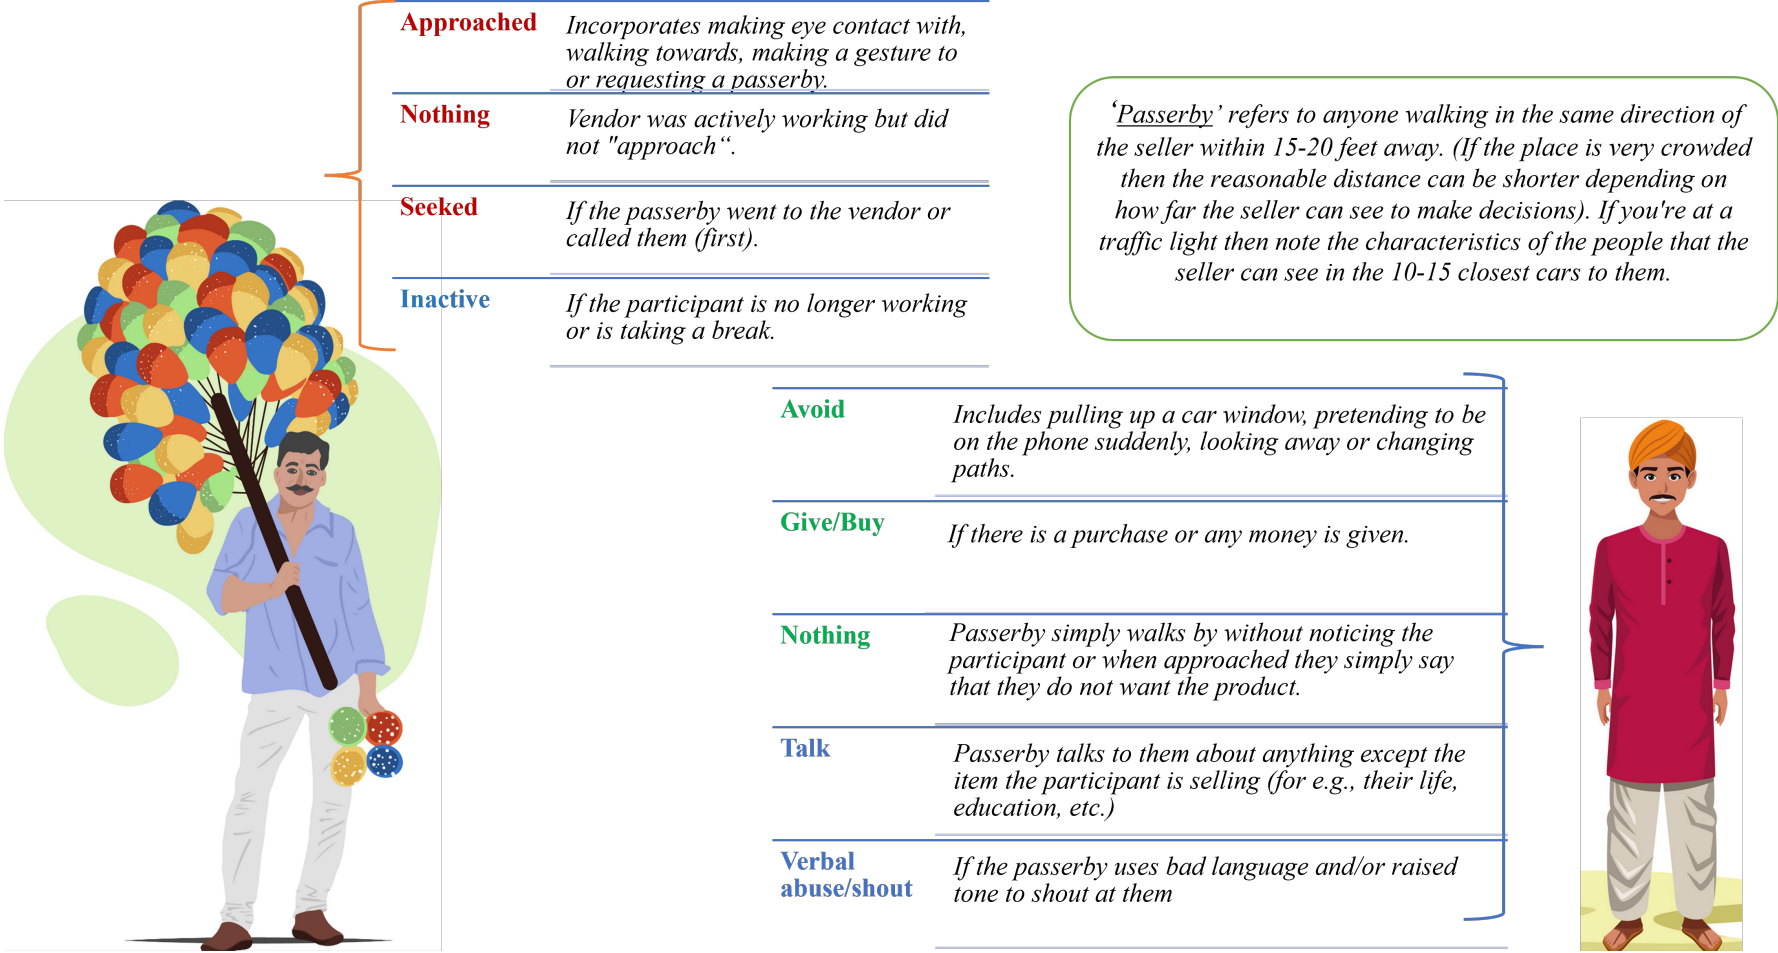 Approached
Incorporates making eye contact with,
walking towards, making a gesture to
or requesting a passerby.
Nothing
Vendor was actively working but did
not "approach“.
Seeked
If the passerby went to the vendor or
called them (first).
Inactive
If the participant is no longer working
or is taking a break.
‘Passerby’ refers to anyone walking in the same direction of
the seller within 15-20 feet away. (If the place is very crowded
then the reasonable distance can be shorter depending on
how far the seller can see to make decisions). If you're at a
traffic light then note the characteristics of the people that the
seller can see in the 10-15 closest cars to them.
Avoid
Includes pulling up a car window, pretending to be
on the phone suddenly, looking away or changing
paths.
Give/Buy
If there is a purchase or any money is given.
Nothing
Passerby simply walks by without noticing the
participant or when approached they simply say
that they do not want the product.
Talk
Passerby talks to them about anything except the
item the participant is selling (for e.g., their life,
education, etc.)
Verbal
abuse/shout
If the passerby uses bad language and/or raised
tone to shout at them